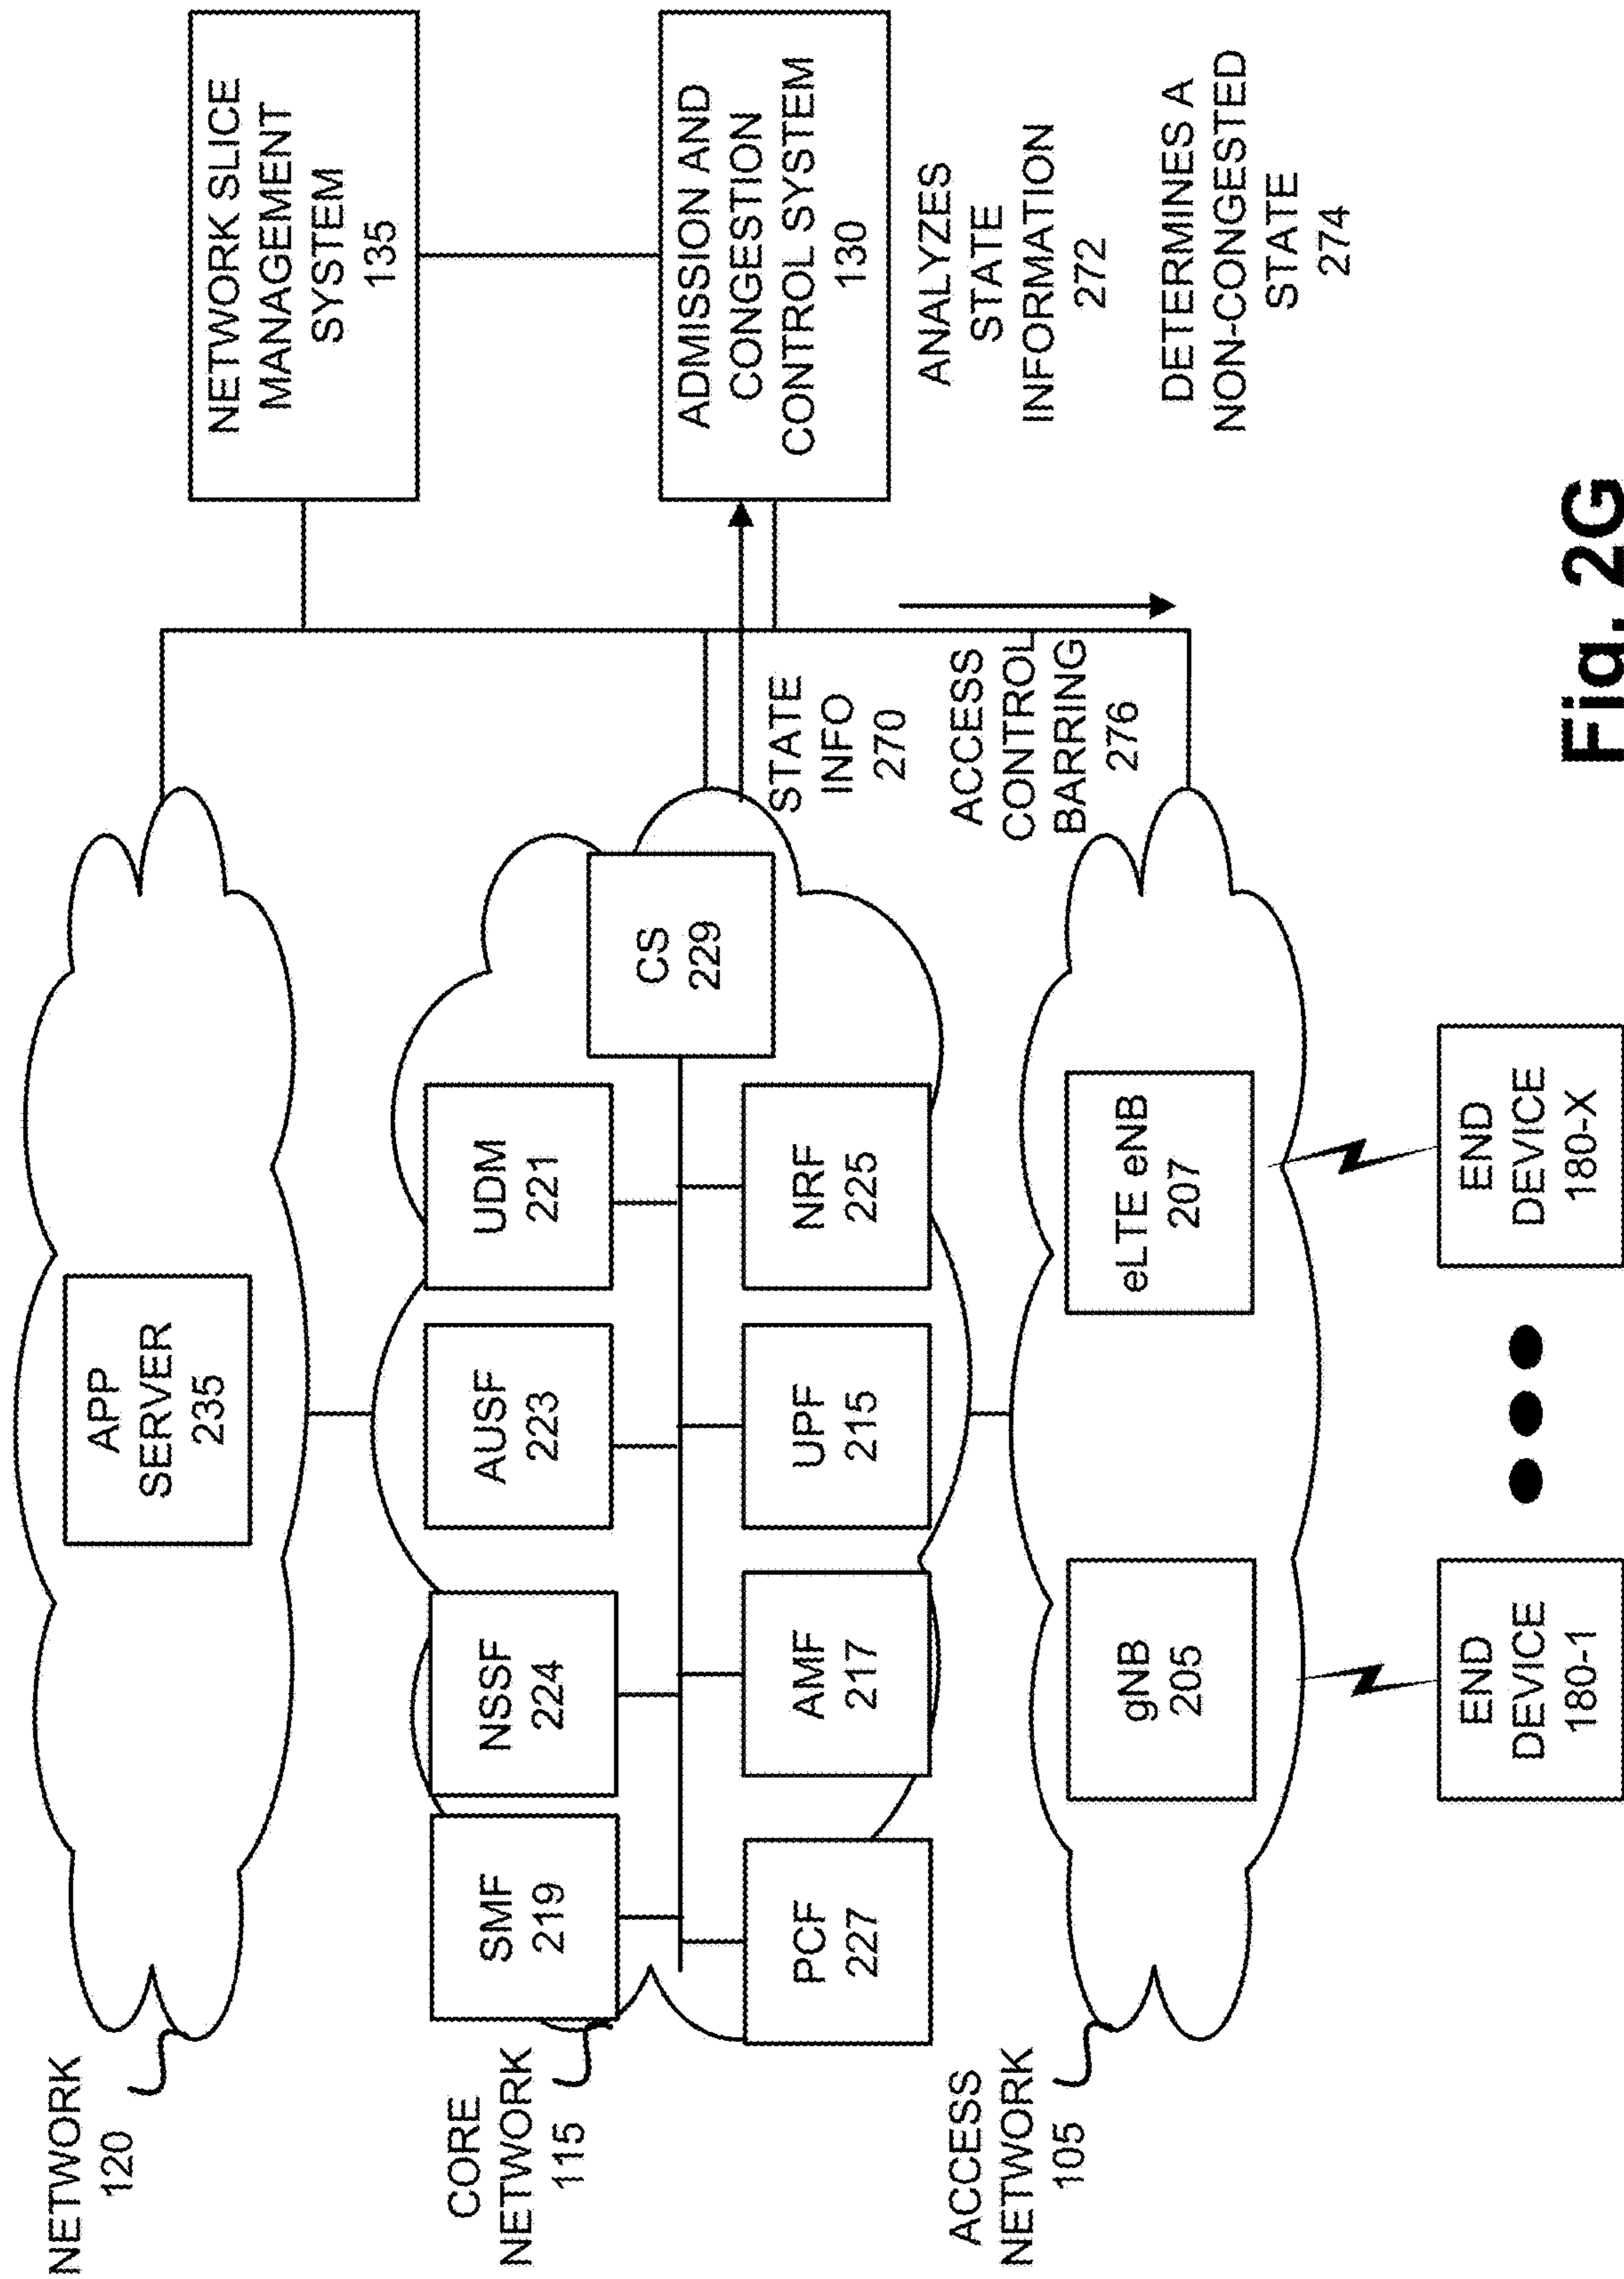 NETWORK
120
APP
SERVER
235
NETWORK SLICE
MANAGEMENT
SYSTEM
135
CORE
NETWORK
115
SMF
219
NSSF
224
AUSF
223
UDM
221
CS
229
PCF
227
AMF
217
UPF
215
NRF
225
STATE
INFO
270
ADMISSION AND
CONGESTION
CONTROL SYSTEM
130
ANALYZES
STATE
INFORMATION
272
DETERMINES A
NON-CONGESTED
STATE
274
ACCESS
CONTROL
BARRING
276
ACCESS
NETWORK
105
gNB
205
eLTE eNB
207
END
DEVICE
180-1
END
DEVICE
180-X
Fig. 2G